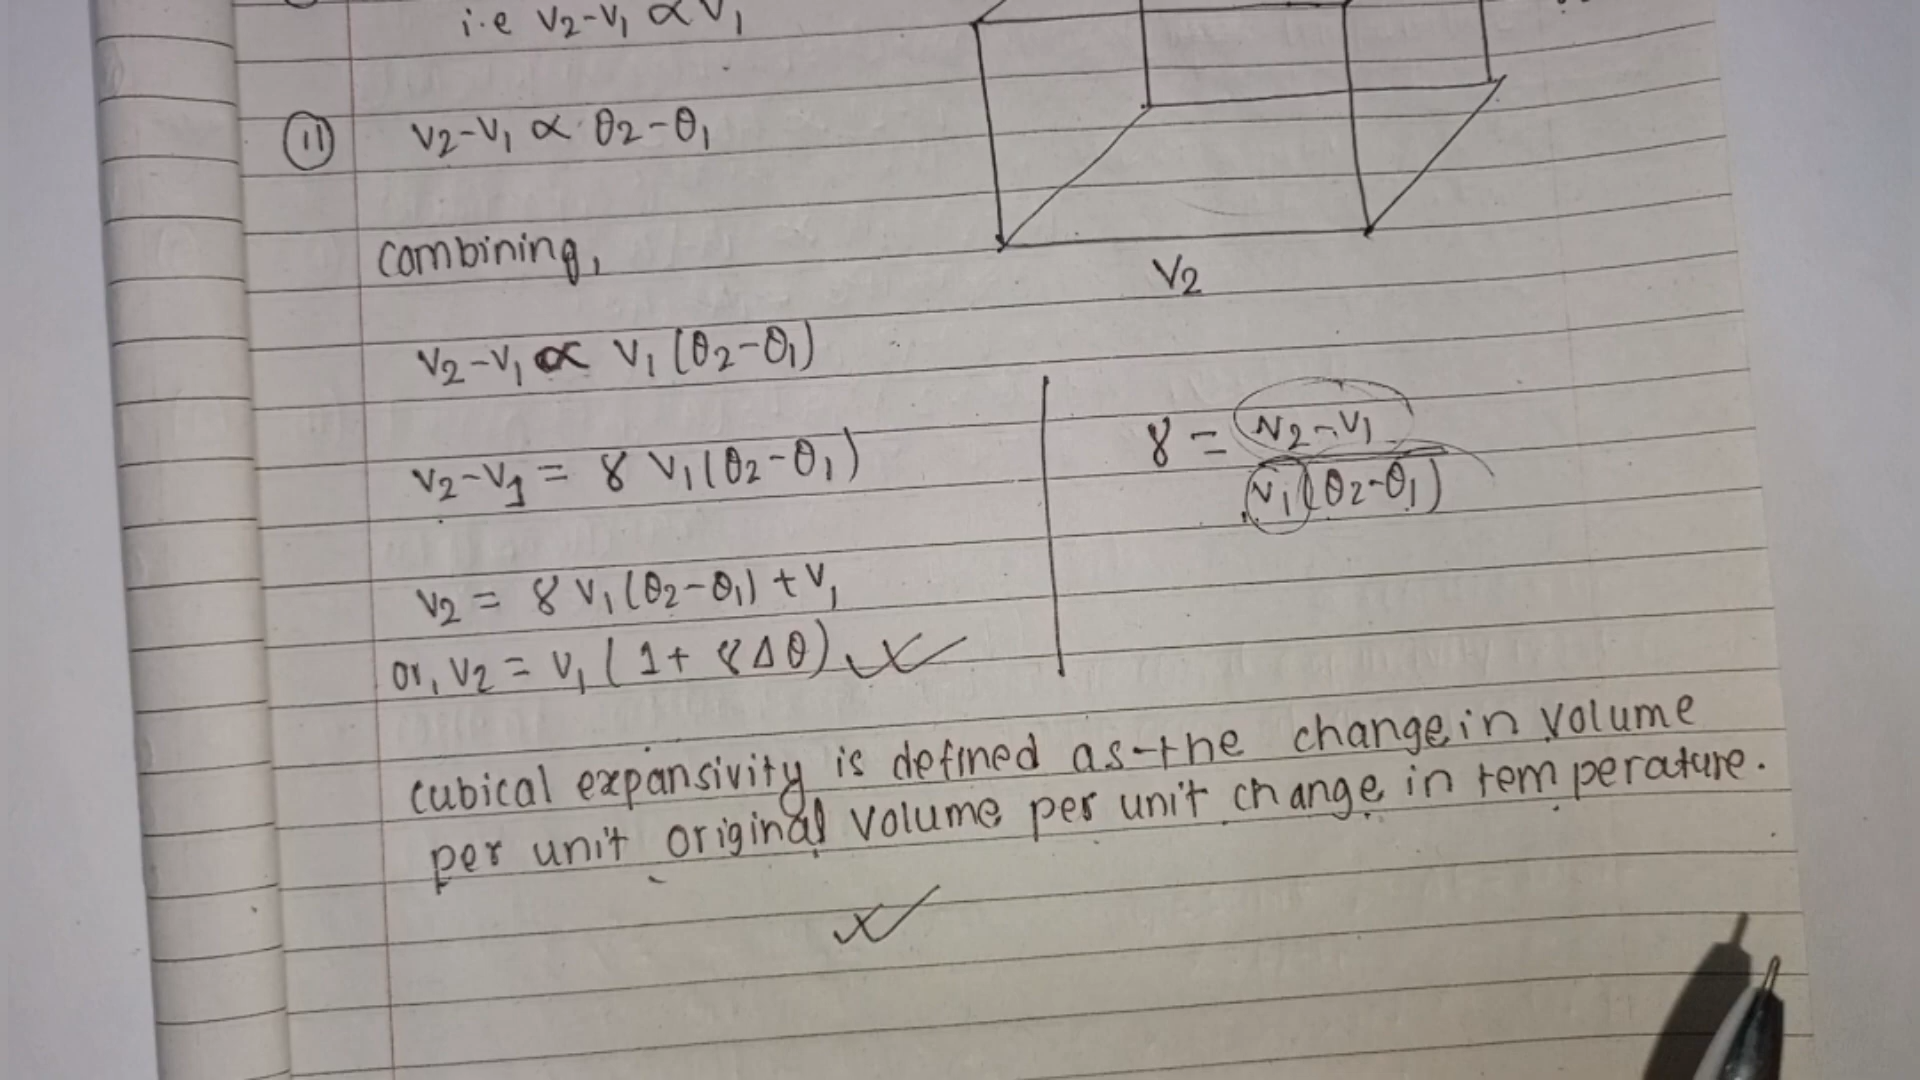 i.e V₂-V₁ ∝ V₁
(ii) V₂-V₁ ∝ θ₂-θ₁
combining,
V₂
V₂-V₁ ∝ V₁(θ₂-θ₁)
V₂-V₁ = γ V₁(θ₂-θ₁)
γ = (V₂-V₁)/(V₁(θ₂-θ₁))
V₂ = γ V₁(θ₂-θ₁) + V₁
or, V₂ = V₁(1+ γΔθ)
cubical expansivity is defined as the change in volume
per unit original volume per unit change in temperature.